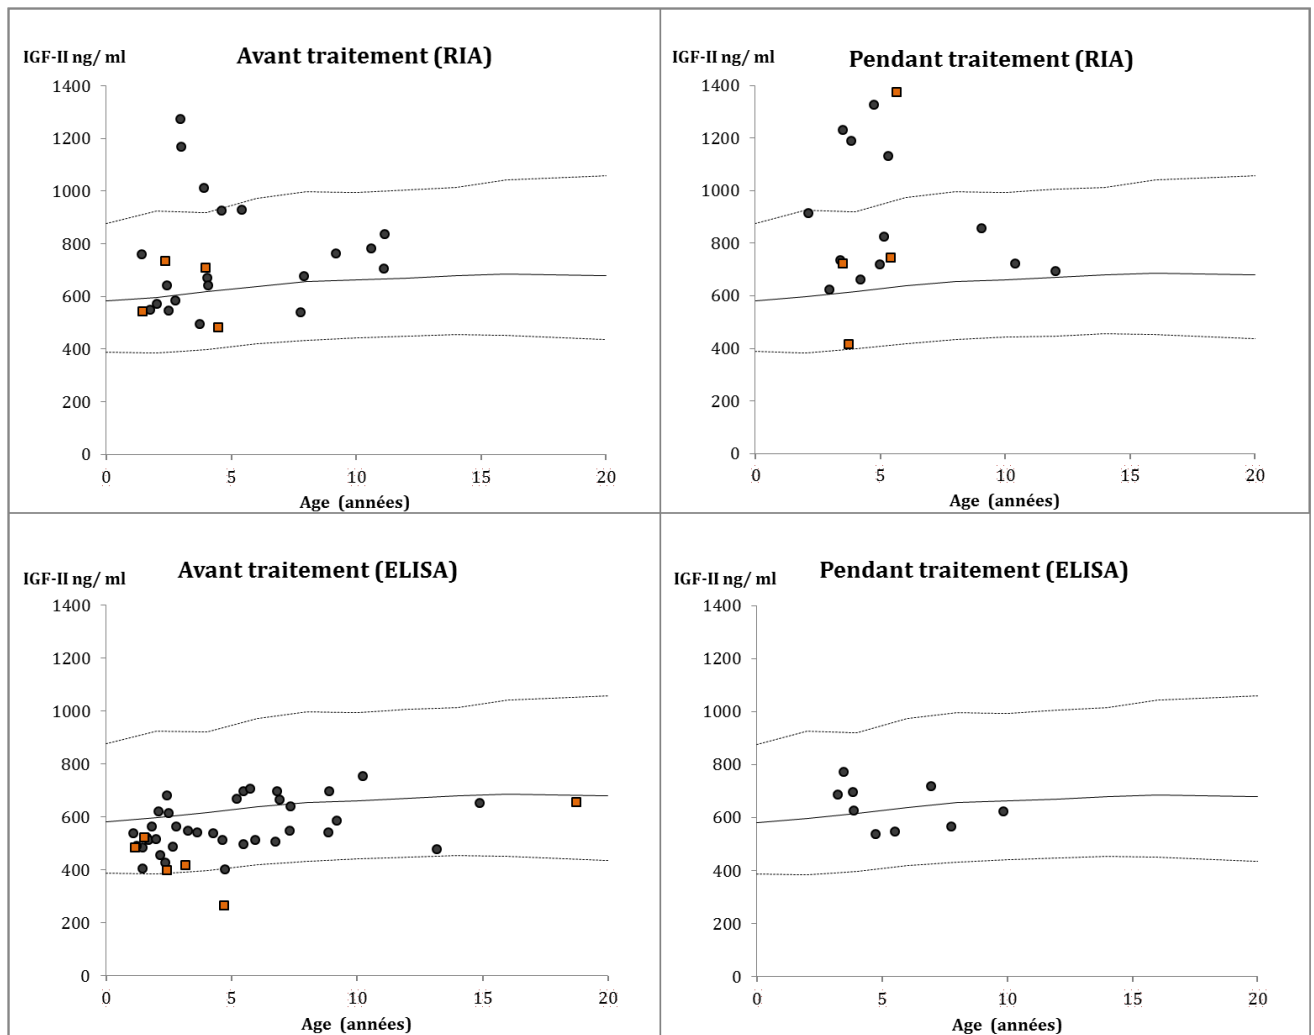 IGF-II ng/ ml
Avant traitement (RIA)
1400
1200
1000
800
600
400
200
0
0 5 10 15 20
Age (années)
IGF-II ng/ ml
Pendant traitement (RIA)
1400
1200
1000
800
600
400
200
0
0 5 10 15 20
Age (années)
IGF-II ng/ ml
Avant traitement (ELISA)
1400
1200
1000
800
600
400
200
0
0 5 10 15 20
Age (années)
IGF-II ng/ ml
Pendant traitement (ELISA)
1400
1200
1000
800
600
400
200
0
0 5 10 15 20
Age (années)